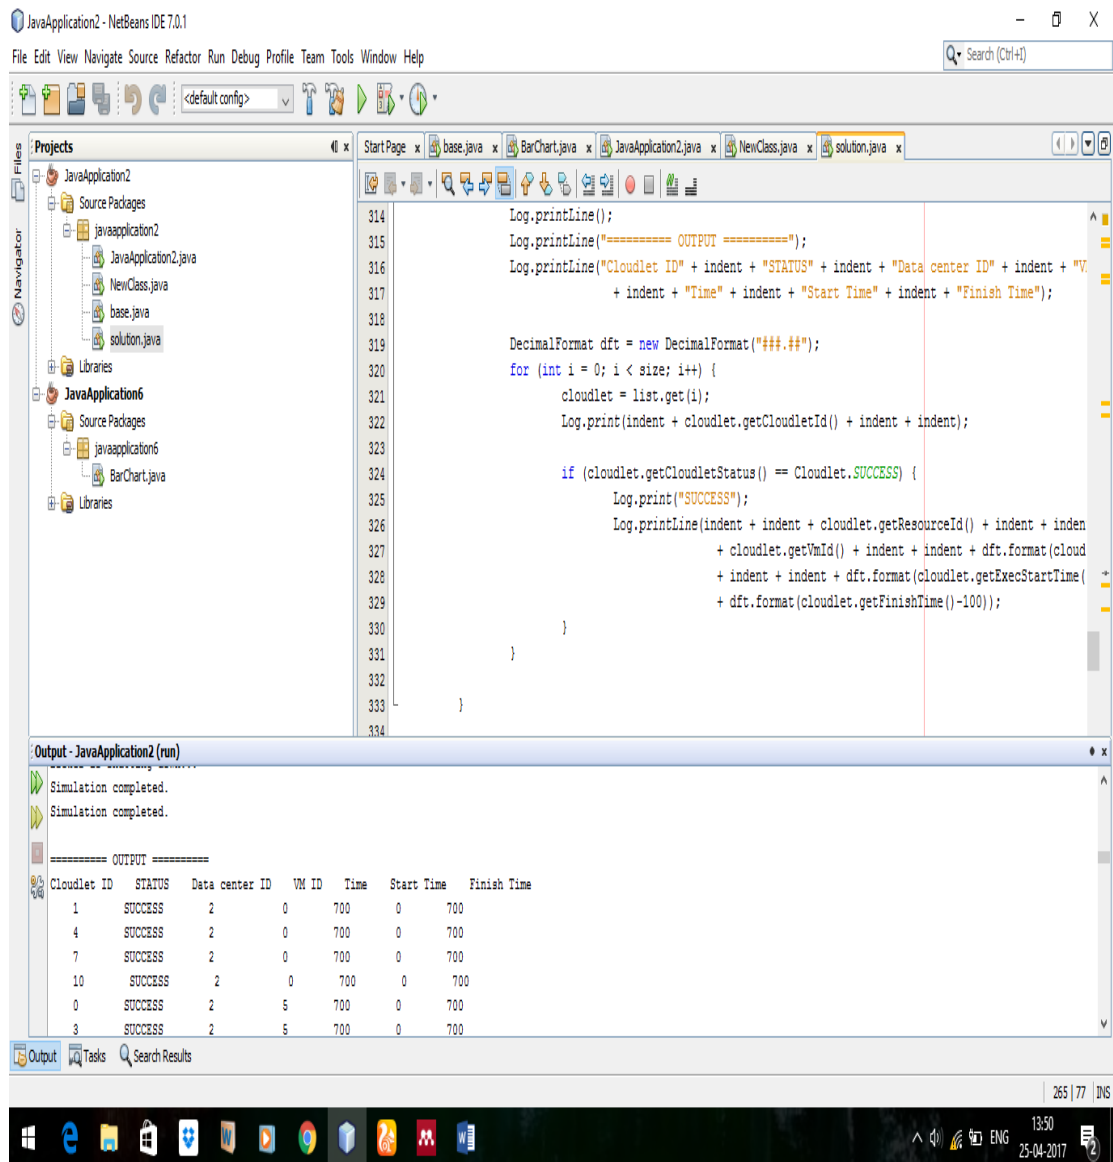 JavaApplication2 - NetBeans IDE 7.0.1
File Edit View Navigate Source Refactor Run Debug Profile Team Tools Window Help
Search (Ctrl+I)
<default config>
Files
Navigator
Projects
JavaApplication2
Source Packages
javaapplication2
JavaApplication2.java
NewClass.java
base.java
solution.java
Libraries
JavaApplication6
Source Packages
javaapplication6
BarChart.java
Libraries
Start Page x base.java x BarChart.java x JavaApplication2.java x NewClass.java x solution.java x
314 Log.printLine();
315 Log.printLine("========== OUTPUT ==========");
316 Log.printLine("Cloudlet ID" + indent + "STATUS" + indent + "Data center ID" + indent + "V
317 + indent + "Time" + indent + "Start Time" + indent + "Finish Time");
318
319 DecimalFormat dft = new DecimalFormat("###.##");
320 for (int i = 0; i < size; i++) {
321 cloudlet = list.get(i);
322 Log.print(indent + cloudlet.getCloudletId() + indent + indent);
323
324 if (cloudlet.getCloudletStatus() == Cloudlet.SUCCESS) {
325 Log.print("SUCCESS");
326 Log.printLine(indent + indent + cloudlet.getResourceId() + indent + inden
327 + cloudlet.getVmId() + indent + indent + dft.format(cloud
328 + indent + indent + dft.format(cloudlet.getExecStartTime(
329 + dft.format(cloudlet.getFinishTime()-100));
330 }
331 }
332
333 }
334
Output - JavaApplication2 (run)
Simulation completed.
Simulation completed.
========== OUTPUT ==========
Cloudlet ID STATUS Data center ID VM ID Time Start Time Finish Time
1 SUCCESS 2 0 700 0 700
4 SUCCESS 2 0 700 0 700
7 SUCCESS 2 0 700 0 700
10 SUCCESS 2 0 700 0 700
0 SUCCESS 2 5 700 0 700
3 SUCCESS 2 5 700 0 700
Output Tasks Search Results
265 | 77 INS
ENG
13:50
25-04-2017
2